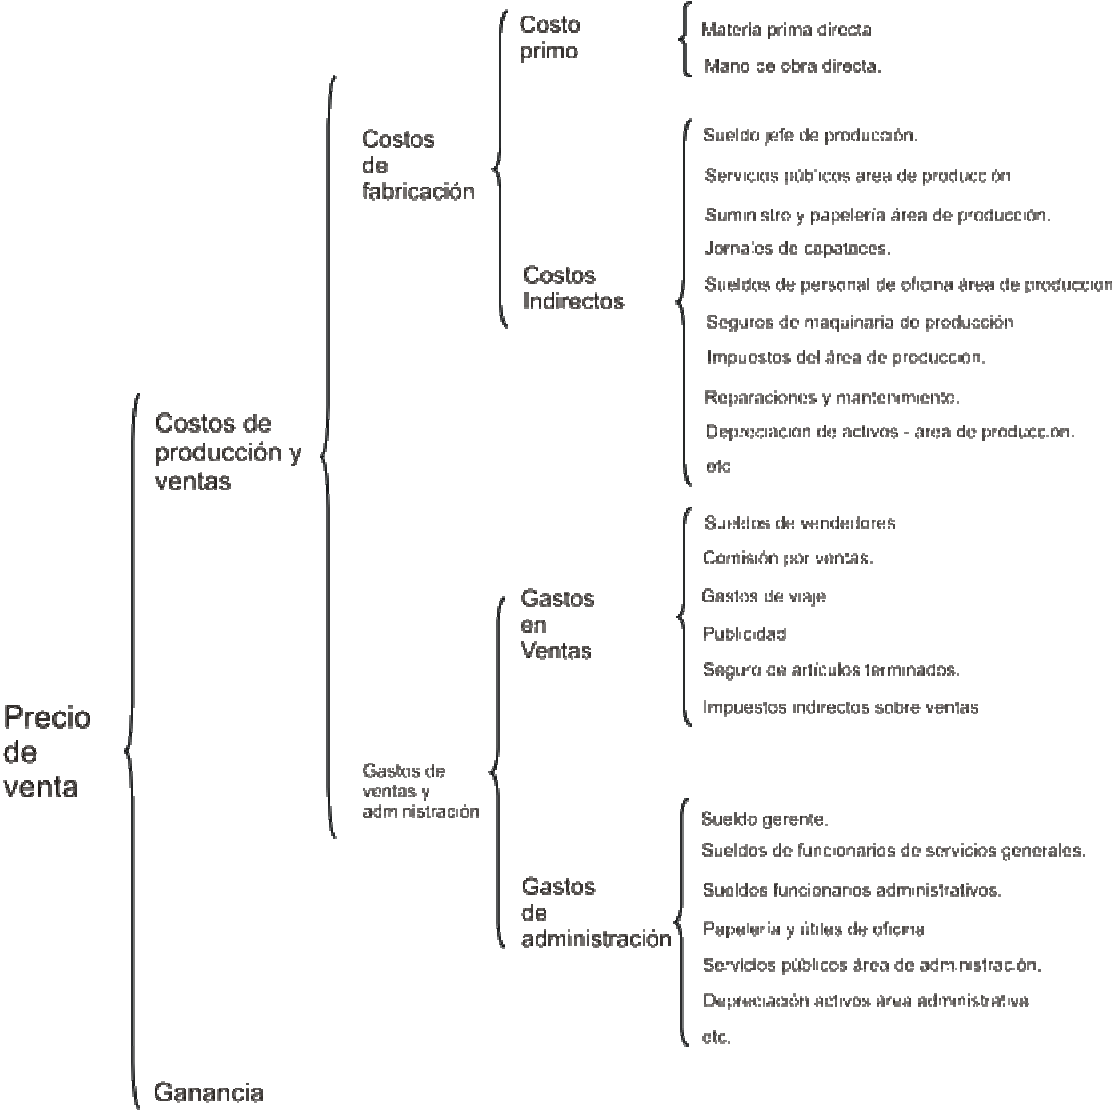 Precio
de
venta
Costos de
producción y
ventas
Costos
de
fabricación
Costo
primo
Materia prima directa
Mano de obra directa.
Costos
Indirectos
Sueldo jefe de producción.
Servicios públicos area de producción
Suministro y papelería área de producción.
Jornales de capataces.
Sueldos de personal de oficina área de produccion
Seguros de maquinaria de producción
Impuestos del área de producción.
Reparaciones y mantenimiento.
Depreciacion de activos - area de produccion.
etc
Gastos de
ventas y
administración
Gastos
en
Ventas
Sueldos de vendedores
Comisión por ventas.
Gastos de viaje
Publicidad
Seguro de artículos terminados.
Impuestos indirectos sobre ventas
Gastos
de
administración
Sueldo gerente.
Sueldos de funcionarios de servicios generales.
Sueldos funcionarios administrativos.
Papelería y útiles de oficina
Servicios públicos área de administración.
Depreciación activos área administrativa
etc.
Ganancia